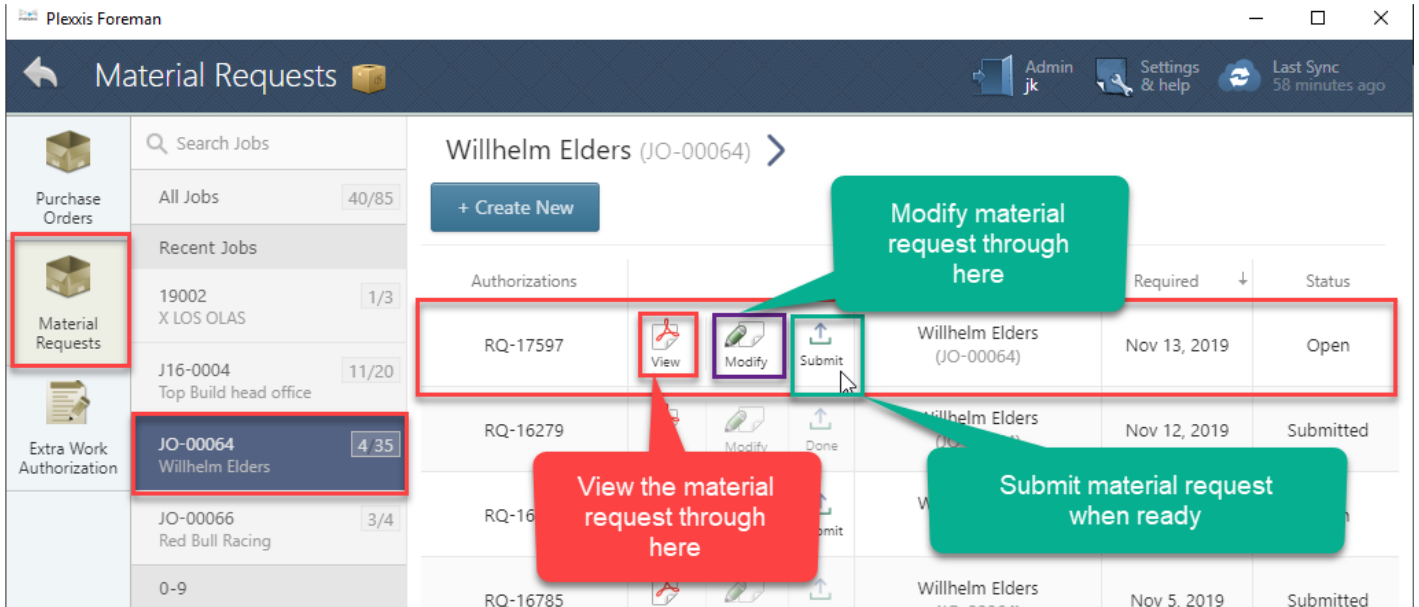 Plexxis Foreman
Material Requests
Admin
jk
Settings
& help
Last Sync
58 minutes ago
Purchase
Orders
Material
Requests
Extra Work
Authorization
Search Jobs
All Jobs 40/85
Recent Jobs
19002 1/3
X LOS OLAS
J16-0004 11/20
Top Build head office
JO-00064 4/35
Willhelm Elders
JO-00066 3/4
Red Bull Racing
0-9
Willhelm Elders (JO-00064)
+ Create New
Modify material
request through
here
Authorizations Required Status
RQ-17597 View Modify Submit Willhelm Elders Nov 13, 2019 Open
(JO-00064)
RQ-16279 Modify Done Willhelm Elders Nov 12, 2019 Submitted
View the material
request through
here
Submit material request
when ready
RQ-16785 Willhelm Elders Nov 5, 2019 Submitted